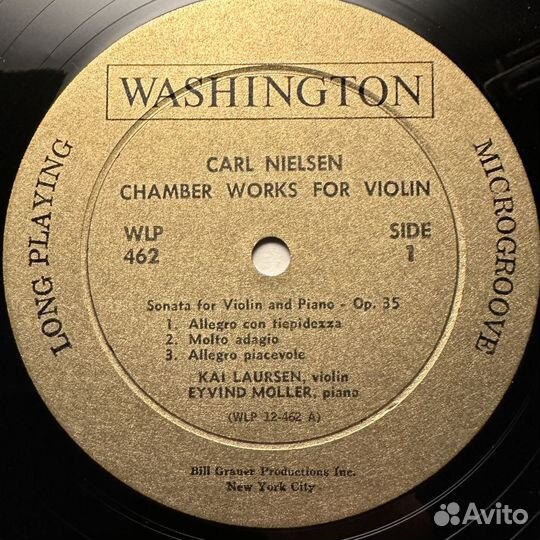 WASHINGTON
CARL NIELSEN
CHAMBER WORKS FOR VIOLIN
WLP
462
SIDE
1
LONG PLAYING
MICROGROOVE
Sonata for Violin and Piano - Op. 35
1. Allegro con tiepidezza
2. Molto adagio
3. Allegro piacevole
KAI LAURSEN, violin
EYVIND MOLLER, piano
(WLP 12-462 A)
Bill Grauer Productions Inc.
New York City
Avito